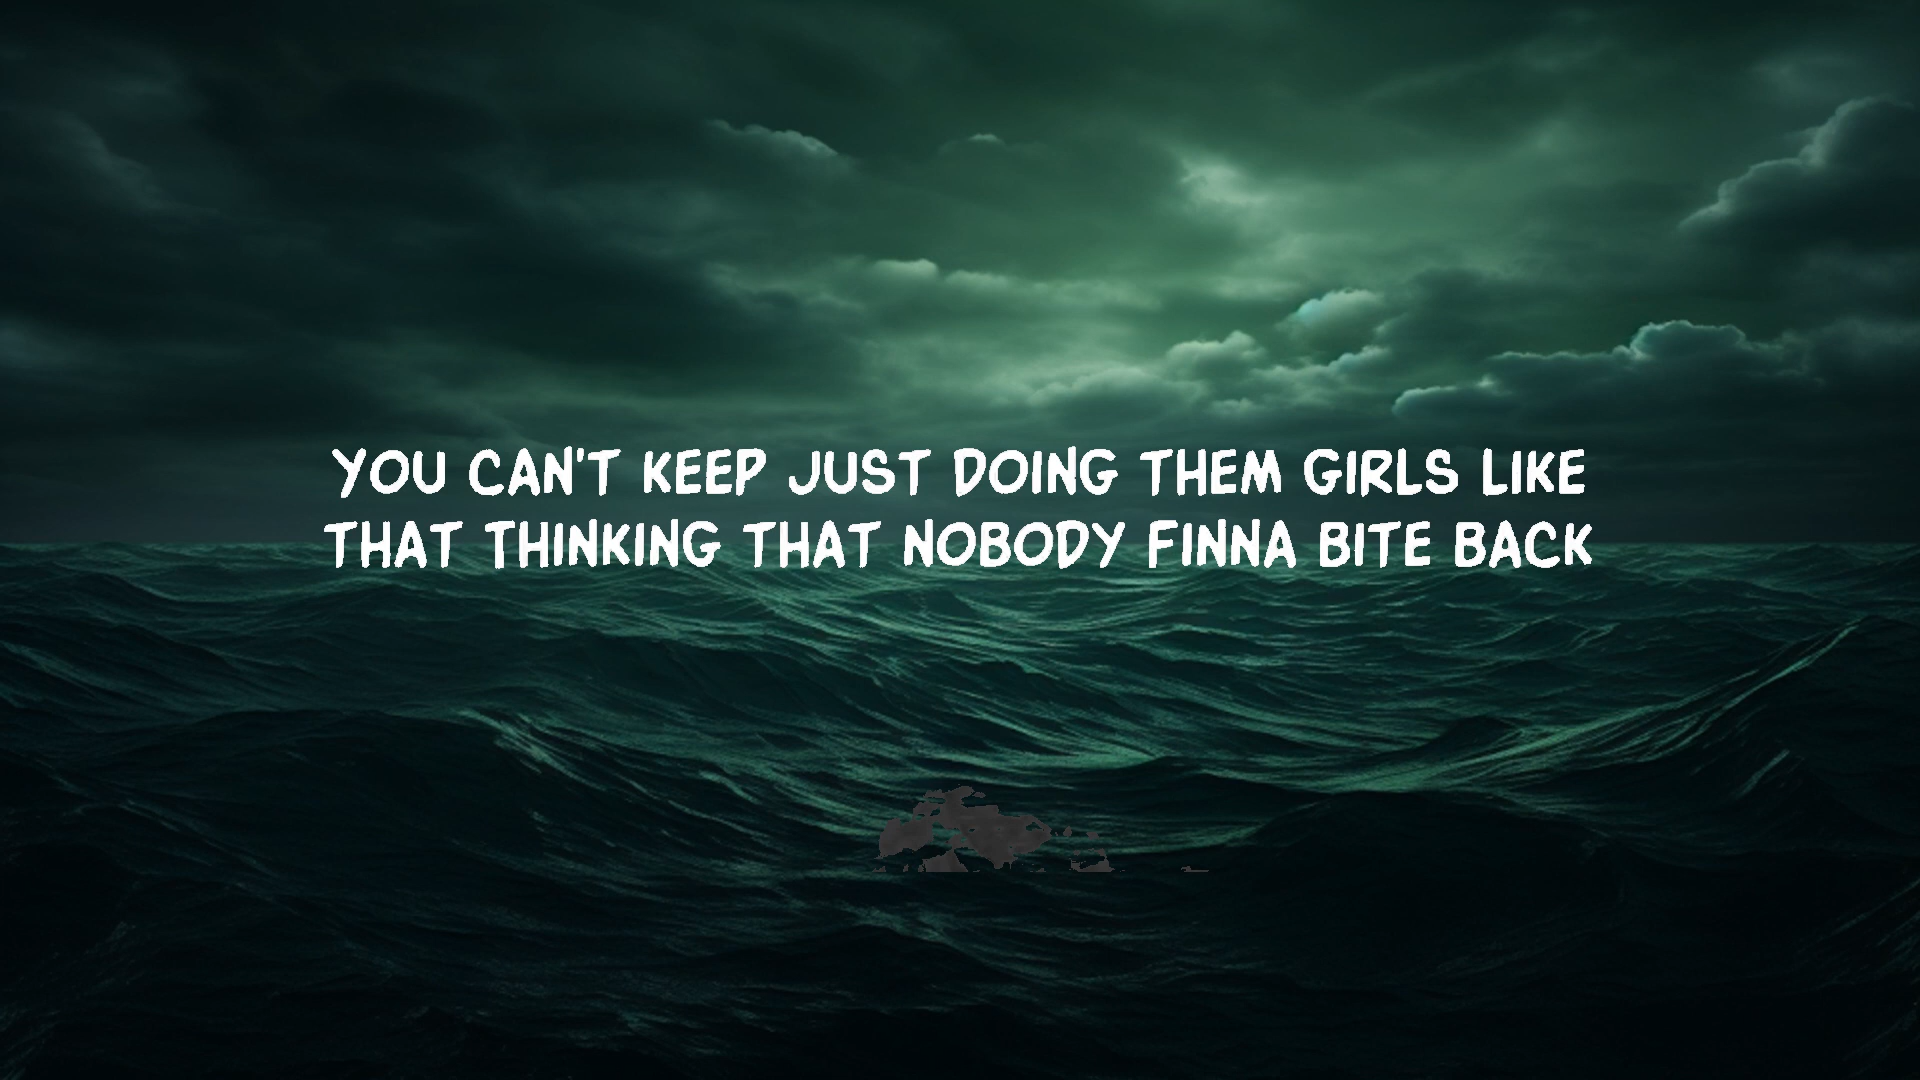 YOU CAN'T KEEP JUST DOING THEM GIRLS LIKE
THAT THINKING THAT NOBODY FINNA BITE BACK